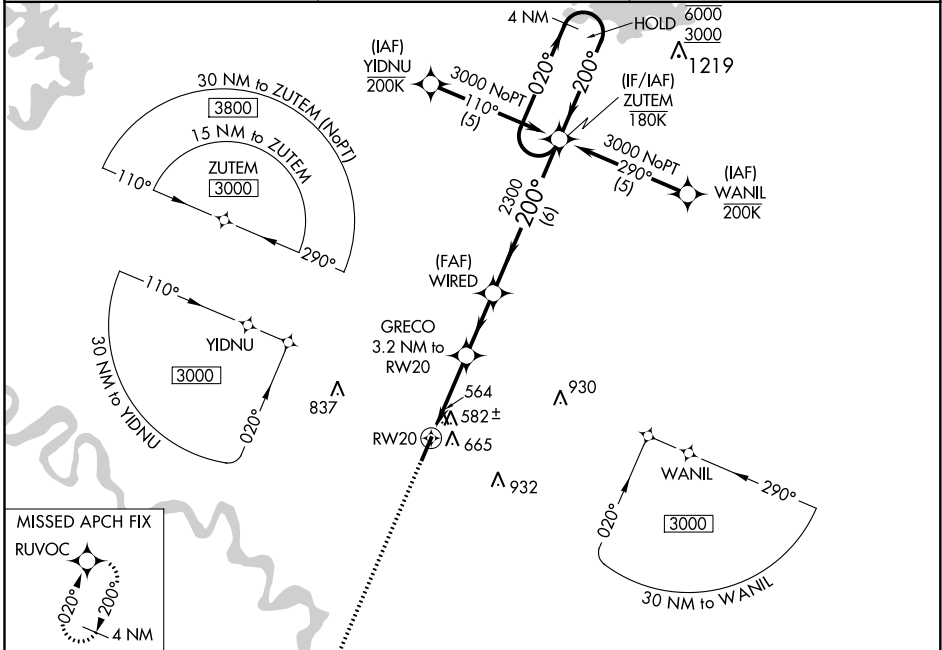 4 NM
HOLD
6000
3000
1219
020°
200°
(IAF)
YIDNU
200K
3000 NoPT
110°
(5)
(IF/IAF)
ZUTEM
180K
3000 NoPT
290°
(5)
(IAF)
WANIL
200K
30 NM to ZUTEM (NoPT)
3800
15 NM to ZUTEM
ZUTEM
3000
110°
290°
2300
200°
(6)
(FAF)
WIRED
GRECO
3.2 NM to
RW20
110°
YIDNU
3000
30 NM to YIDNU
020°
837
564
582±
RW20
665
930
932
WANIL
290°
020°
3000
30 NM to WANIL
MISSED APCH FIX
RUVOC
020°
200°
4 NM